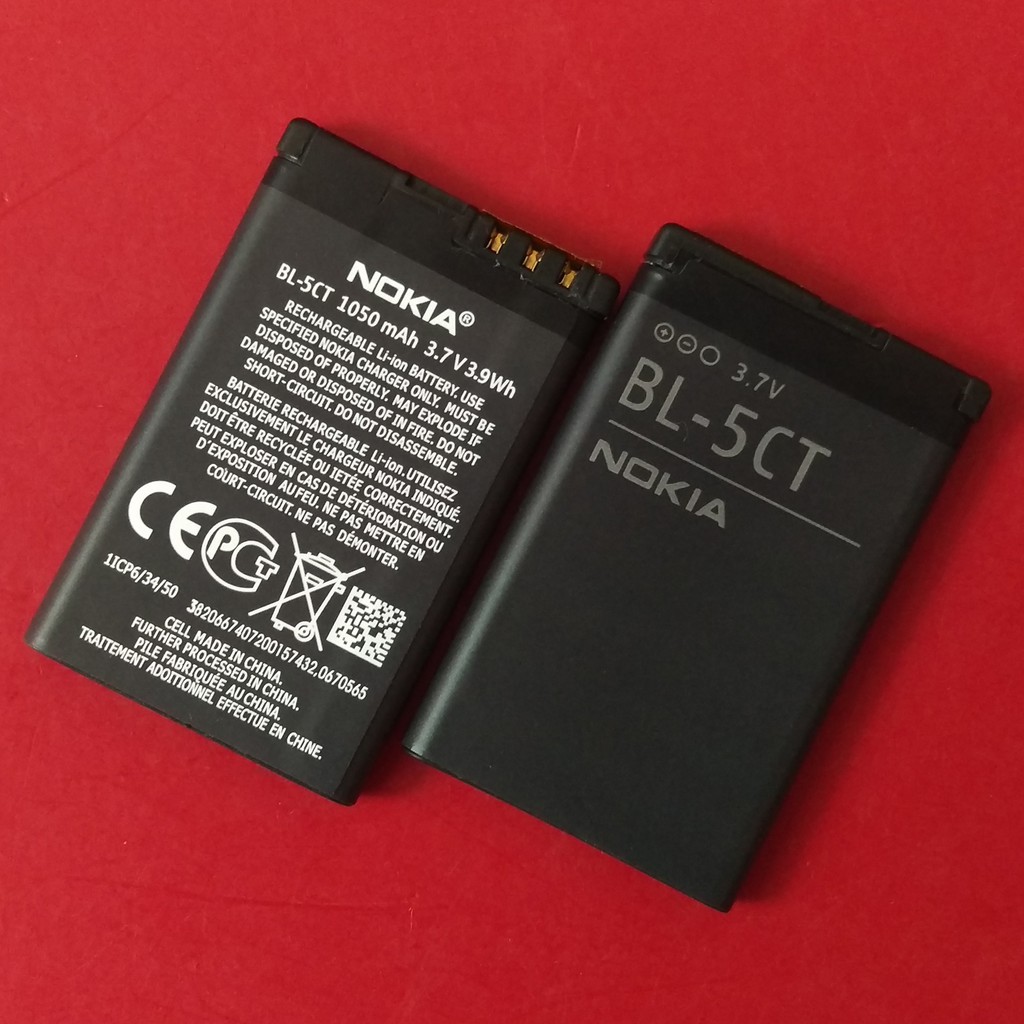 NOKIA®
BL-5CT 1050 mAh 3.7 V 3.9Wh
RECHARGEABLE Li-ion BATTERY. USE
SPECIFIED NOKIA CHARGER ONLY. MUST BE
DISPOSED OF PROPERLY. MAY EXPLODE IF
DAMAGED OR DISPOSED OF IN FIRE. DO NOT
SHORT-CIRCUIT. DO NOT DISASSEMBLE.
BATTERIE RECHARGEABLE Li-ion. UTILISEZ
EXCLUSIVEMENT LE CHARGEUR NOKIA INDIQUÉ.
DOIT ÊTRE RECYCLÉE OU IETÉE CORRECTEMENT.
PEUT EXPLOSER EN CAS DE DÉTÉRIORATION OU
D'EXPOSITION AU FEU. NE PAS METTRE EN
COURT-CIRCUIT. NE PAS DÉMONTER.
CE PCT
1ICP6/34/50
3820667407200157432,0670565
CELL MADE IN CHINA.
FURTHER PROCESSED IN CHINA.
PILE FABRIQUÉE AU CHINA.
TRAITEMENT ADOITIONNEL EFFECTUE EN CHINE.
+ - 3.7V
BL-5CT
NOKIA